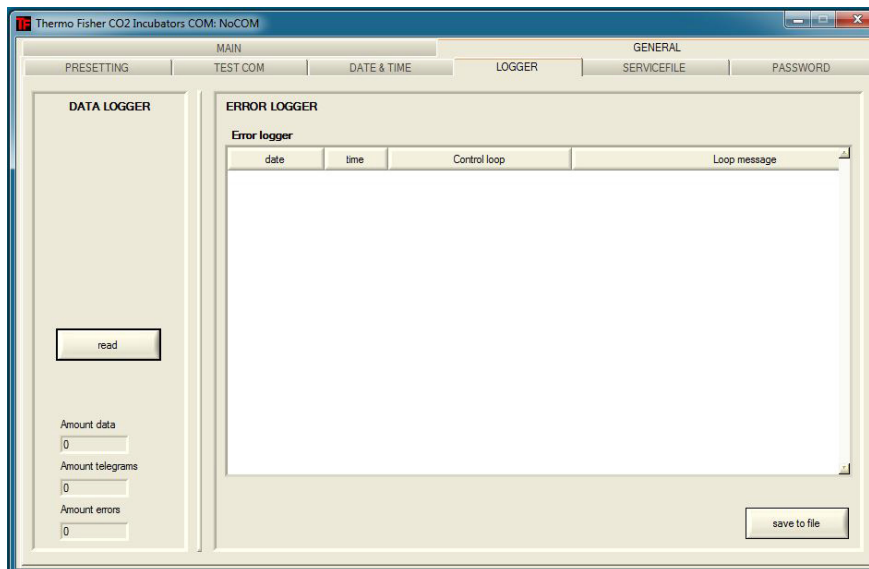 TF Thermo Fisher CO2 Incubators COM: NoCOM
MAIN GENERAL
PRESETTING TEST COM DATE & TIME LOGGER SERVICEFILE PASSWORD
DATA LOGGER
read
Amount data
0
Amount telegrams
0
Amount errors
0
ERROR LOGGER
Error logger
date time Control loop Loop message
save to file